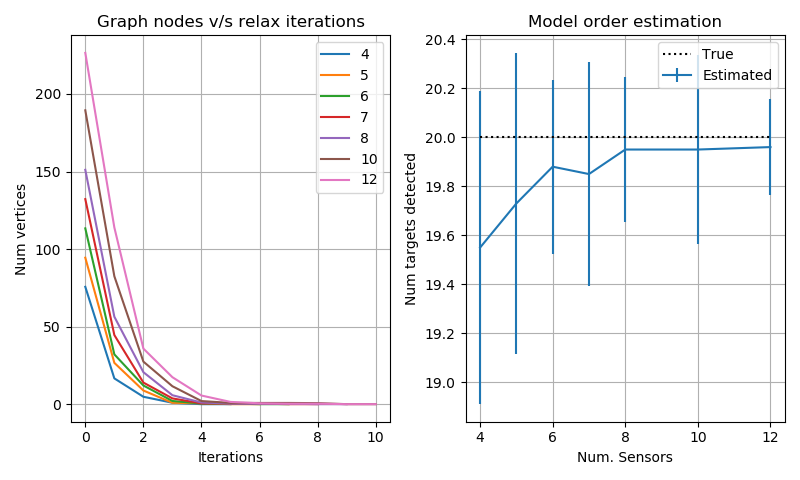 Graph nodes v/s relax iterations
4
5
6
7
8
10
12
200
150
100
50
0
Num vertices
0 2 4 6 8 10
Iterations
Model order estimation
True
Estimated
20.4
20.2
20.0
19.8
19.6
19.4
19.2
19.0
Num targets detected
4 6 8 10 12
Num. Sensors